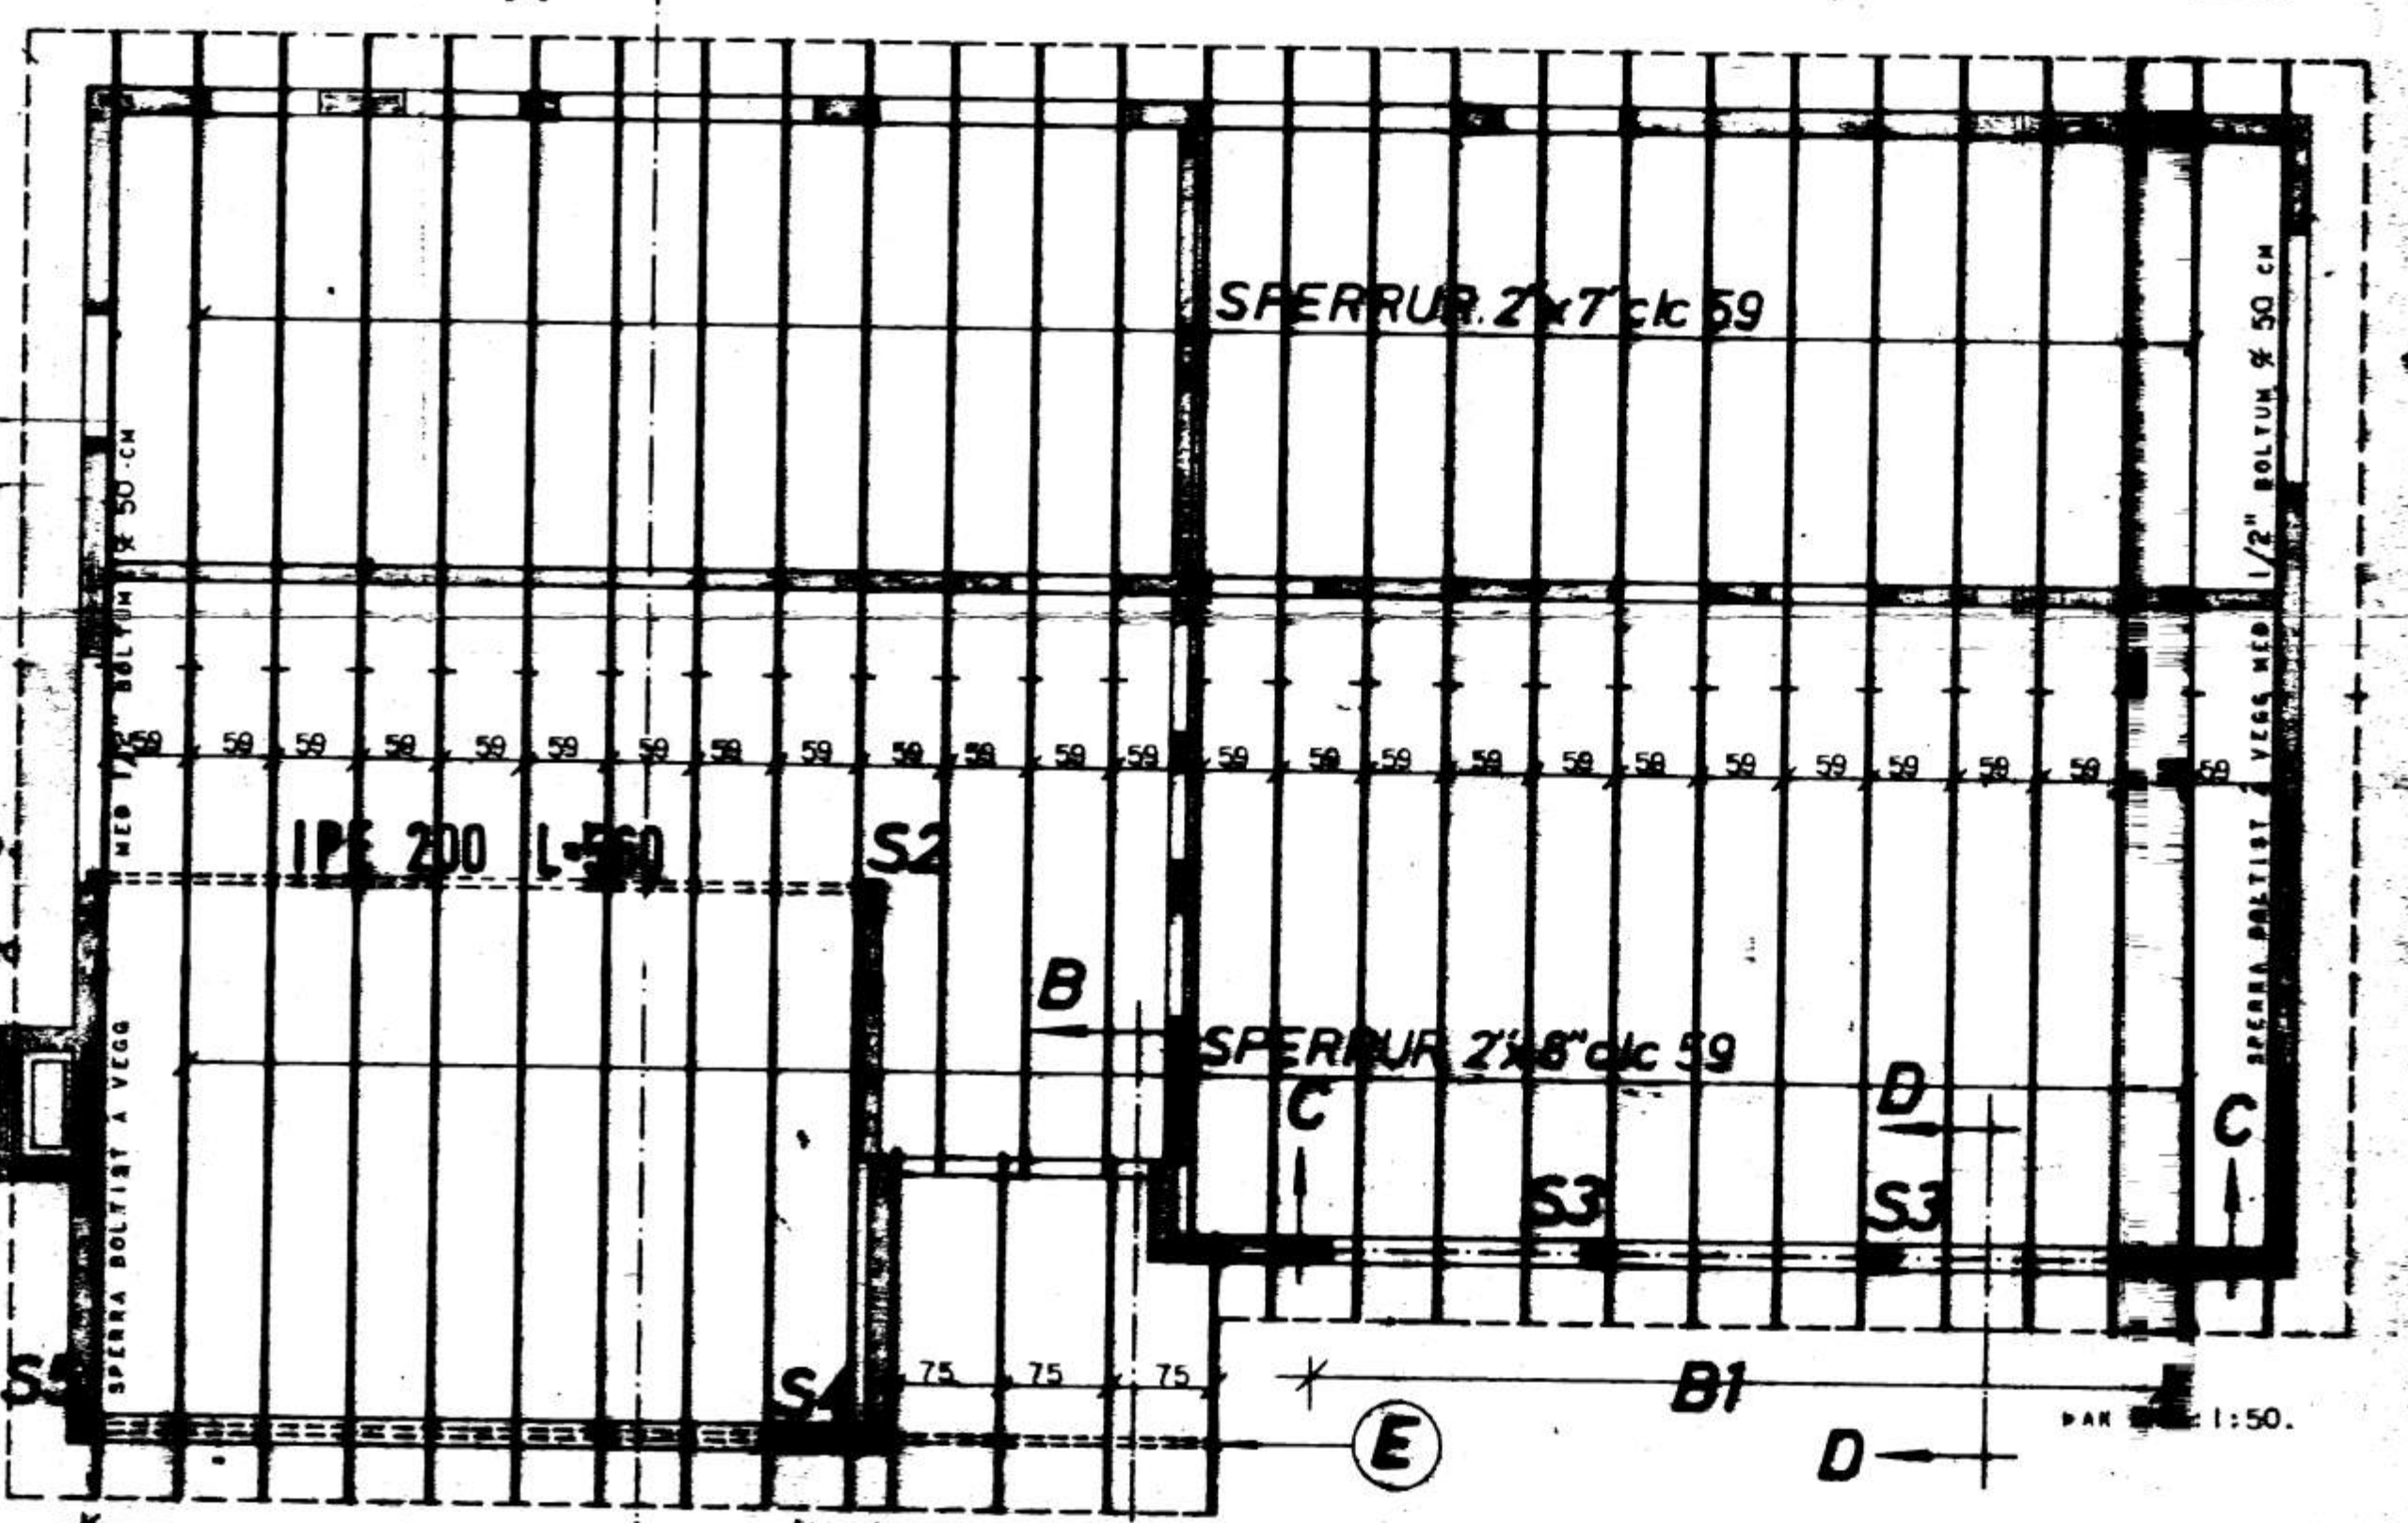 SPERRUR. 2"x7" c/c 59
SPERRA BOLTIST Á VEGG MED 1/2" BOLTUM % 50 CM
SPERRA BOLTIST A VEGG MED 1/2" BOLTUM % 50 CM
59 59 59 59 59 59 59 59 59 59 59 59 59 59 59 59 59 59 59 59 59 59 59 59 59
IPE 200 L=560
S2
B
SPERRUR 2"x8" c/c 59
C
D
C
S3
S3
S5
S4
75 75 75
B1
E
ÞAK 1:50.
D